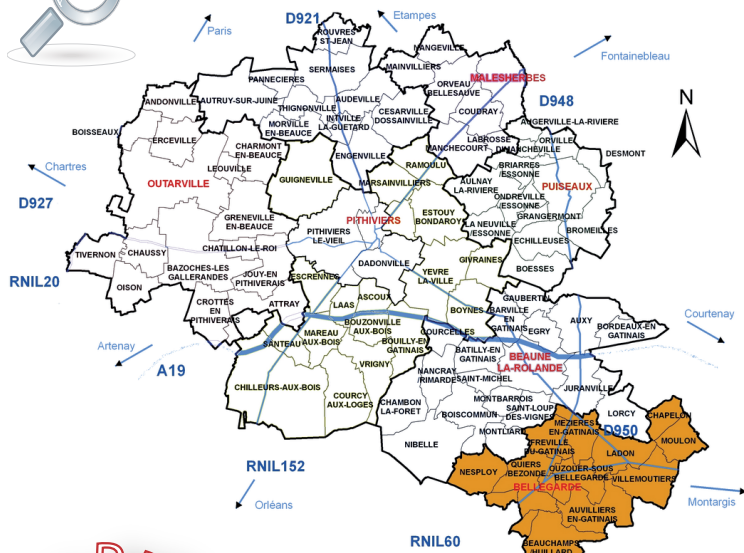 D921
Etampes
Paris
ROUVRES
ST-JEAN
NANGEVILLE
Fontainebleau
SERMAISES
MAINVILLIERS
PANNECIERES
MALESHERBES
ORVEAU
BELLESAUVE
ANDONVILLE
AUTRUY-SUR-JUINE
AUDEVILLE
D948
THIGNONVILLE
CESARVILLE
DOSSAINVILLE
COUDRAY
N
INTVILLE
LA-GUETARD
MORVILLE
EN-BEAUCE
AUGERVILLE-LA-RIVIERE
BOISSEAUX
ERCEVILLE
LABROSSE
ORVILLE
CHARMONT
EN-BEAUCE
MANCHECOURT
DIMANCHEVILLE
DESMONT
ENGENVILLE
RAMOULU
BRIARRES
/ESSONNE
Chartres
LEOUVILLE
OUTARVILLE
GUIGNEVILLE
MARSAINVILLIERS
AULNAY
LA-RIVIERE
PUISEAUX
D927
ONDREVILLE
/ESSONNE
GRENEVILLE
EN-BEAUCE
PITHIVIERS
ESTOUY
BONDAROY
GRANGERMONT
LA NEUVILLE
/ESSONNE
BROMEILLES
PITHIVIERS
LE-VIEIL
ECHILLEUSES
TIVERNON
CHAUSSY
CHATILLON-LE-ROI
DADONVILLE
GIVRAINES
BOESSES
RNIL20
BAZOCHES-LES
GALLERANDES
JOUY-EN
PITHIVERAIS
ESCRENNES
YEVRE
LA-VILLE
OISON
CROTTES
EN
PITHIVERAIS
ATTRAY
ASCOUX
LAAS
GAUBERTIN
BOYNES
BARVILLE
EN
GATINAIS
AUXY
Courtenay
BOUZONVILLE
AUX-BOIS
BORDEAUX-EN
GATINAIS
MAREAU
AUX-BOIS
COURCELLES
EGRY
Artenay
SANTEAU
BOUILLY-EN
GATINAIS
BATILLY-EN
GATINAIS
BEAUNE
LA-ROLANDE
A19
VRIGNY
NANCRAY
/RIMARDE
SAINT-MICHEL
CHILLEURS-AUX-BOIS
JURANVILLE
COURCY
AUX-LOGES
CHAMBON
LA-FORET
MONTBARROIS
BOISCOMMUN
SAINT-LOUP
DES-VIGNES
LORCY
CHAPELON
MEZIERES
EN-GATINAIS
D950
MONTLIARD
NIBELLE
FREVILLE
DU-GATINAIS
MOULON
LADON
RNIL152
NESPLOY
QUIERS
/BEZONDE
OUZOUER-SOUS
BELLEGARDE
VILLEMOUTIERS
BELLEGARDE
Montargis
Orléans
AUVILLIERS
EN-GATINAIS
RNIL60
BEAUCHAMPS
/HUILLARD